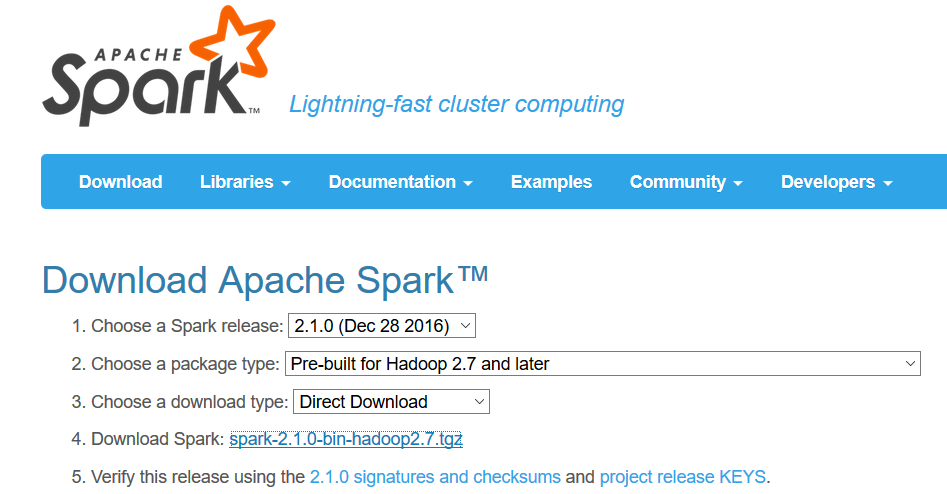 APACHE
Spark™
Lightning-fast cluster computing
Download Libraries Documentation Examples Community Developers
Download Apache Spark™
1. Choose a Spark release: 2.1.0 (Dec 28 2016)
2. Choose a package type: Pre-built for Hadoop 2.7 and later
3. Choose a download type: Direct Download
4. Download Spark: spark-2.1.0-bin-hadoop2.7.tgz
5. Verify this release using the 2.1.0 signatures and checksums and project release KEYS.